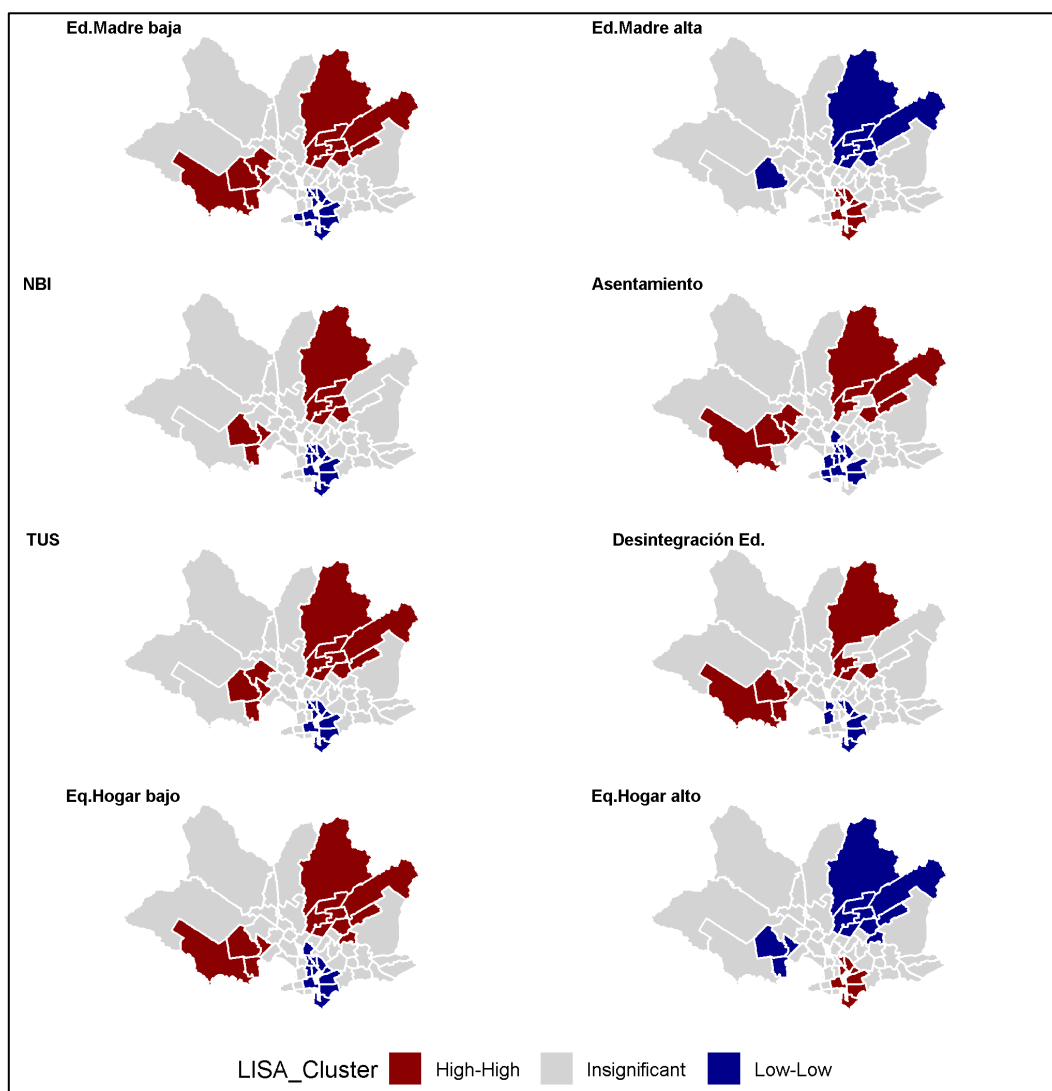 Ed.Madre baja
Ed.Madre alta
NBI
Asentamiento
TUS
Desintegración Ed.
Eq.Hogar bajo
Eq.Hogar alto
LISA_Cluster High-High Insignificant Low-Low